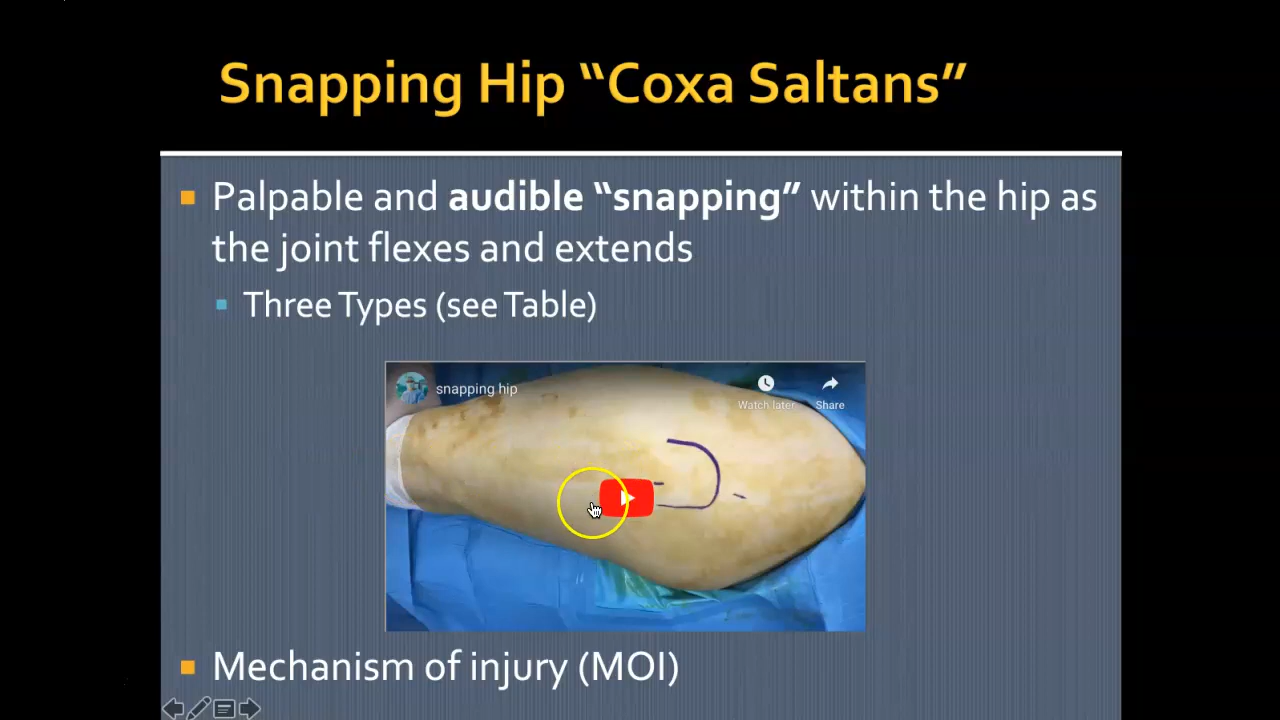 Snapping Hip “Coxa Saltans”
Palpable and audible “snapping” within the hip as
the joint flexes and extends
Three Types (see Table)
snapping hip
Watch later
Share
Mechanism of injury (MOI)